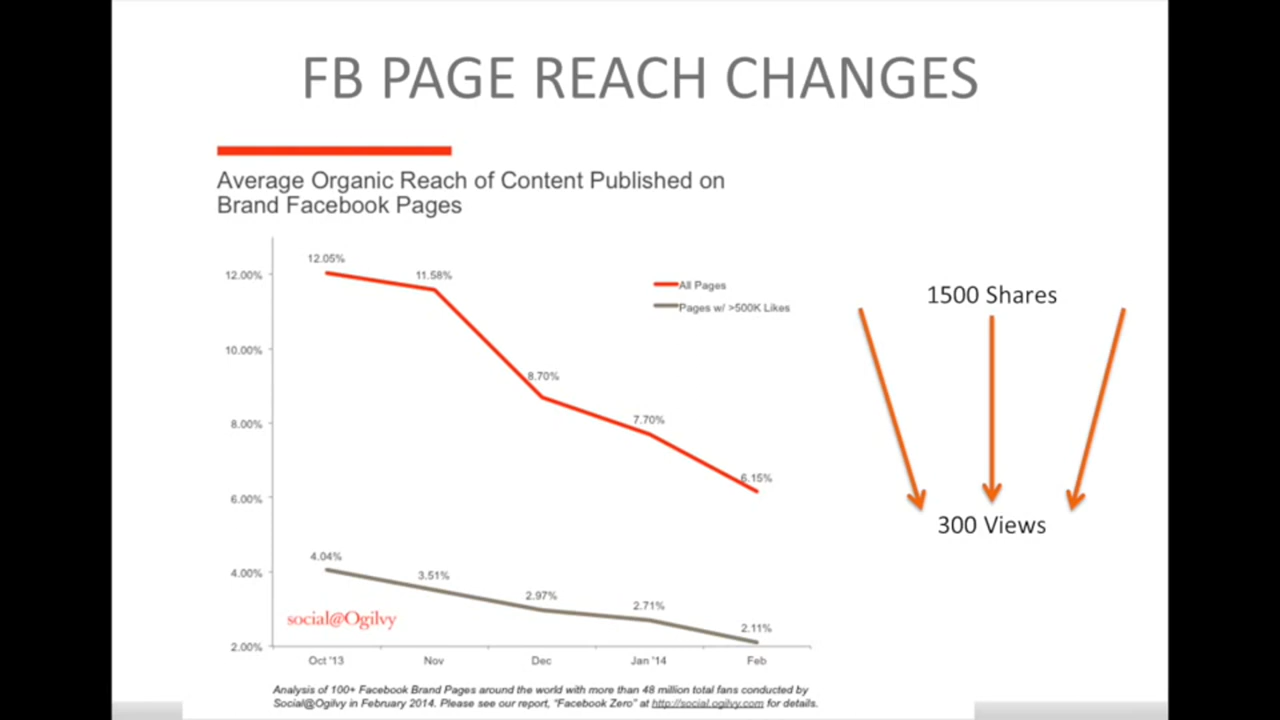 FB PAGE REACH CHANGES
Average Organic Reach of Content Published on
Brand Facebook Pages
12.00%
10.00%
8.00%
6.00%
4.00%
2.00%
12.05%
11.58%
8.70%
7.70%
6.15%
All Pages
Pages w/ >500K Likes
4.04%
3.51%
2.97%
2.71%
2.11%
social@Ogilvy
Oct '13
Nov
Dec
Jan '14
Feb
Analysis of 100+ Facebook Brand Pages around the world with more than 48 million total fans conducted by
Social@Ogilvy in February 2014. Please see our report, "Facebook Zero" at http://social.ogilvy.com for details.
1500 Shares
300 Views